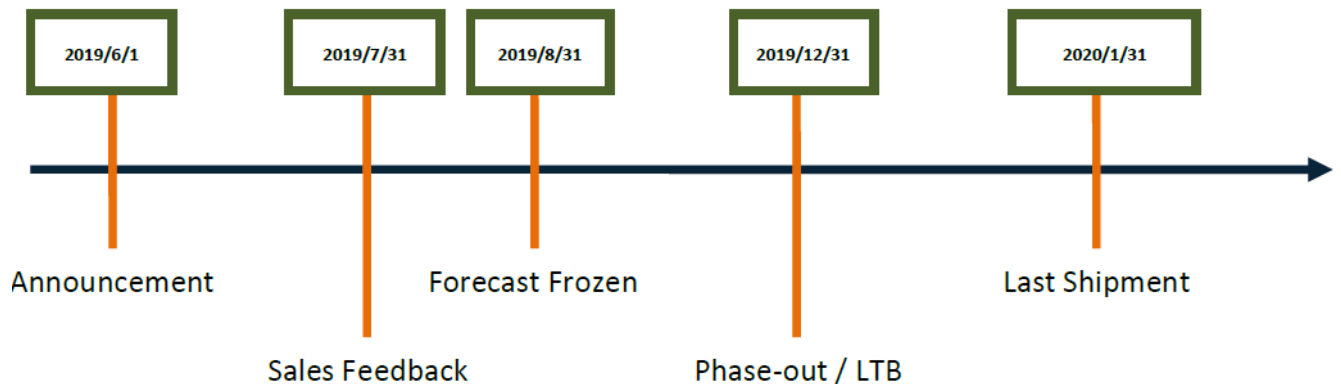 2019/6/1
2019/7/31
2019/8/31
2019/12/31
2020/1/31
Announcement
Forecast Frozen
Last Shipment
Sales Feedback
Phase-out / LTB